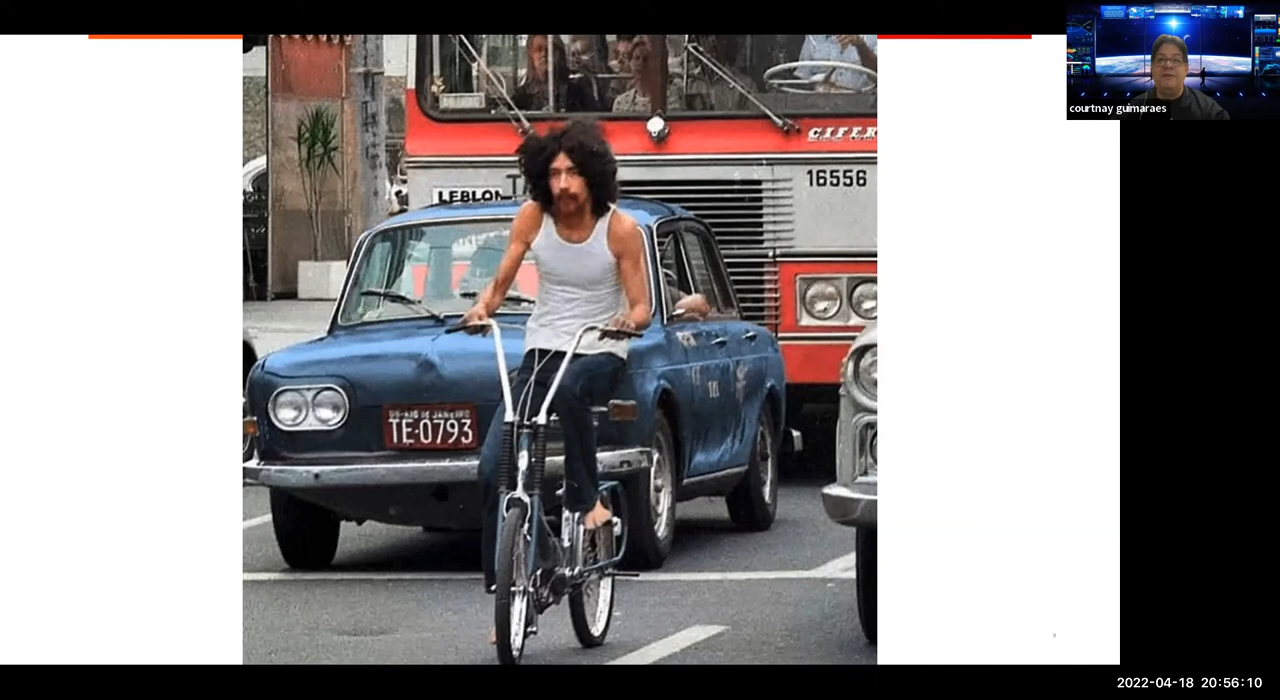 courtnay guimaraes
CIFER
16556
LEBLON
RIO DE JANEIRO
TE·0793
2022-04-18 20:56:10